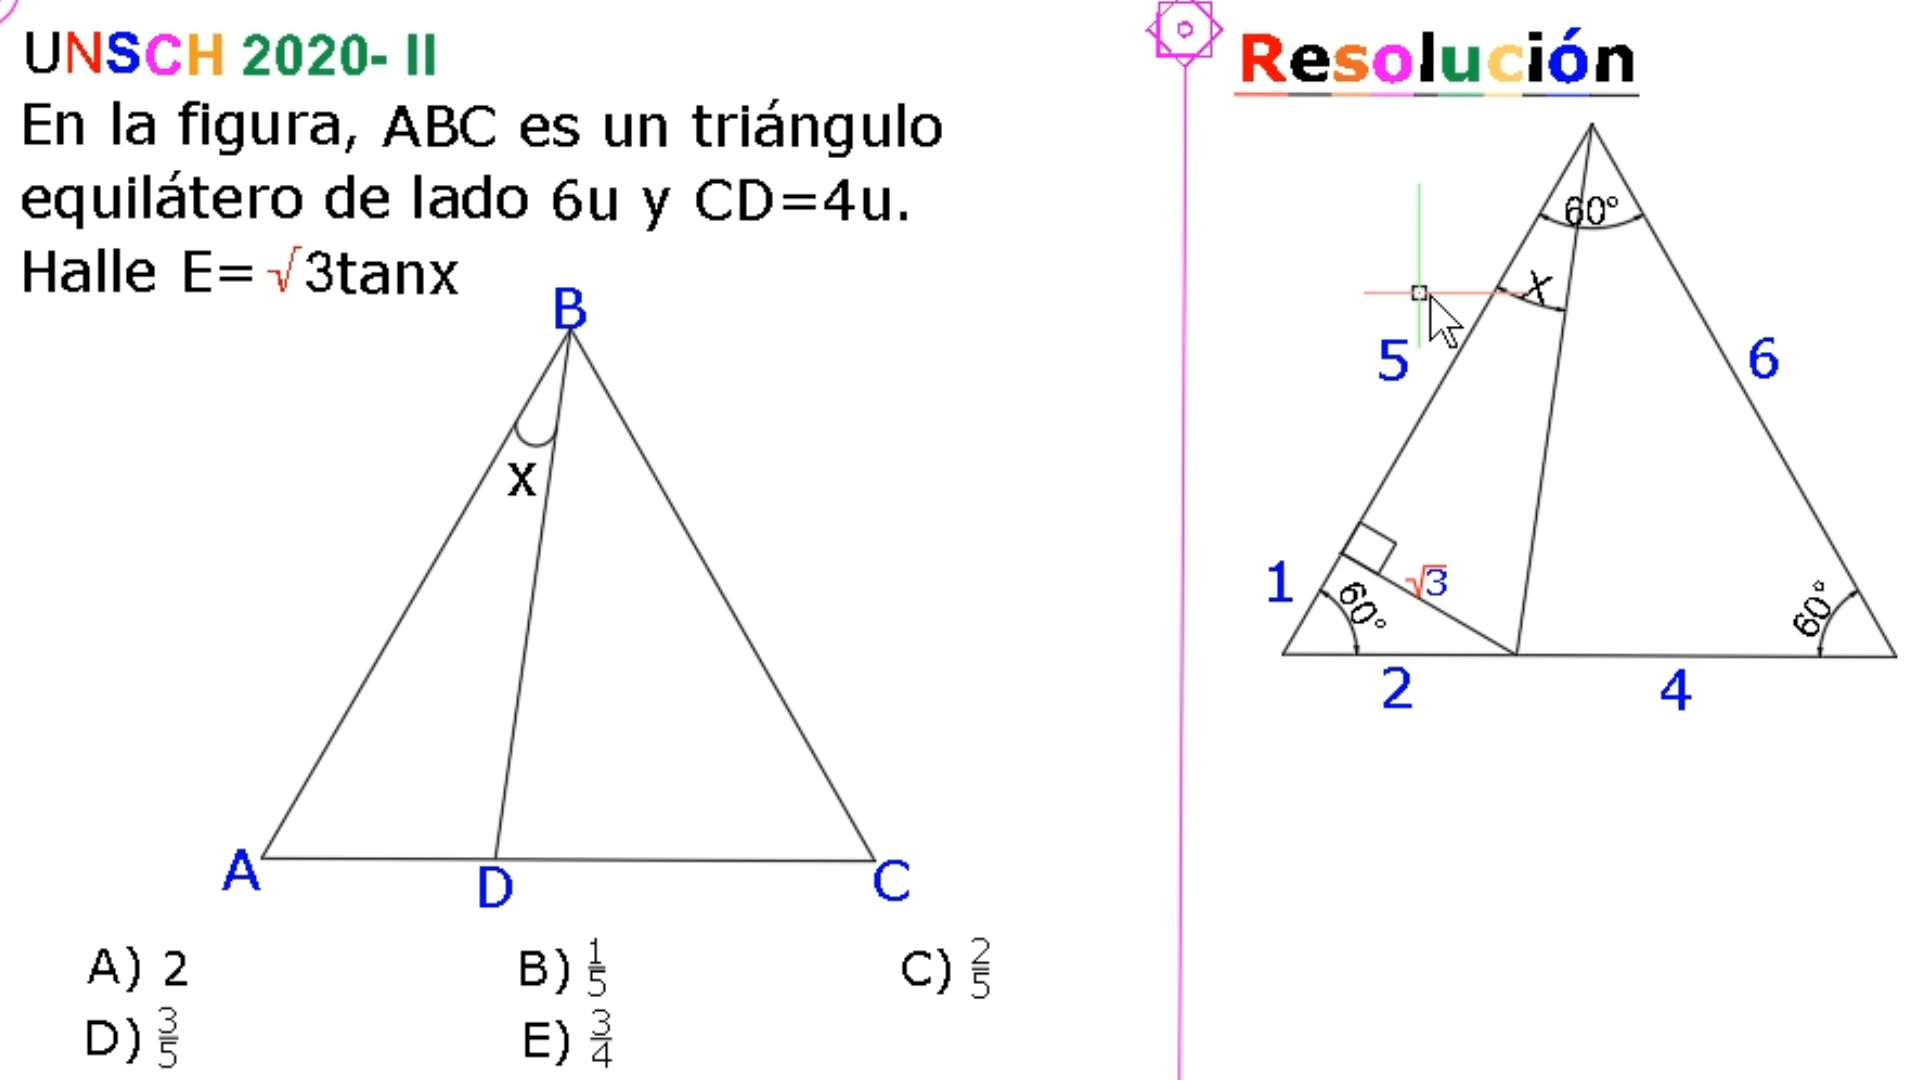 UNSCH 2020- II
En la figura, ABC es un triángulo
equilátero de lado 6u y CD=4u.
Halle E=√3tanx
B
x
A
D
C
A) 2
B) 1/5
C) 2/5
D) 3/5
E) 3/4
Resolución
60°
x
5
6
1
√3
60°
60°
2
4